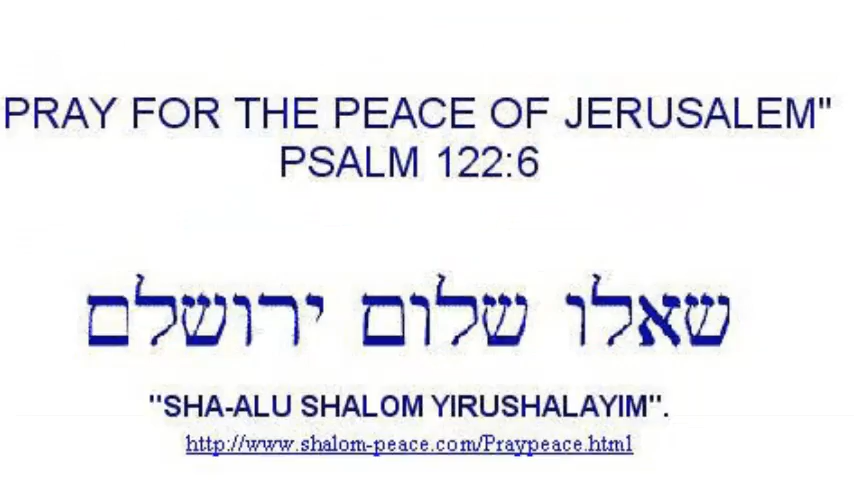 PRAY FOR THE PEACE OF JERUSALEM"
PSALM 122:6
שאלו שלום ירושלם
"SHA-ALU SHALOM YIRUSHALAYIM".
http://www.shalom-peace.com/Praypeace.html